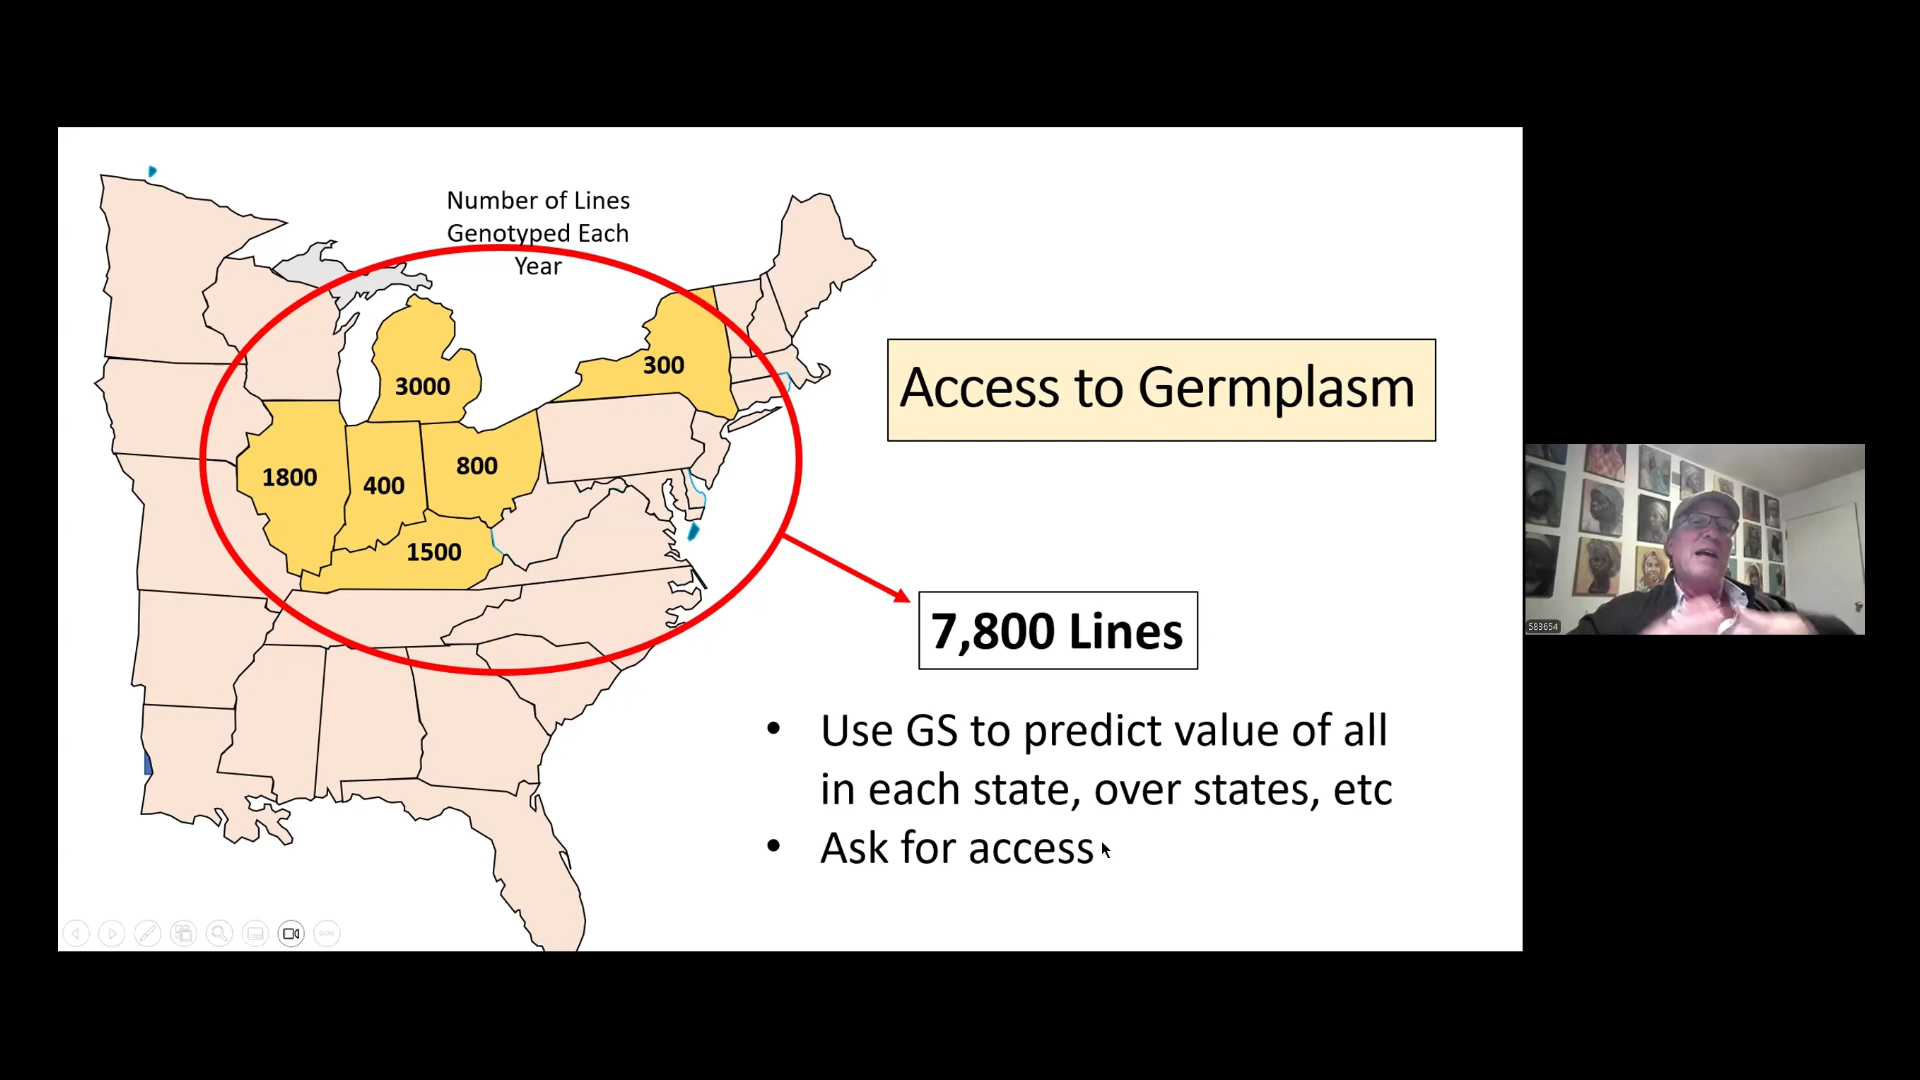 Number of Lines
Genotyped Each
Year
300
3000
1800
400
800
1500
Access to Germplasm
7,800 Lines
• Use GS to predict value of all
in each state, over states, etc
• Ask for access
583654